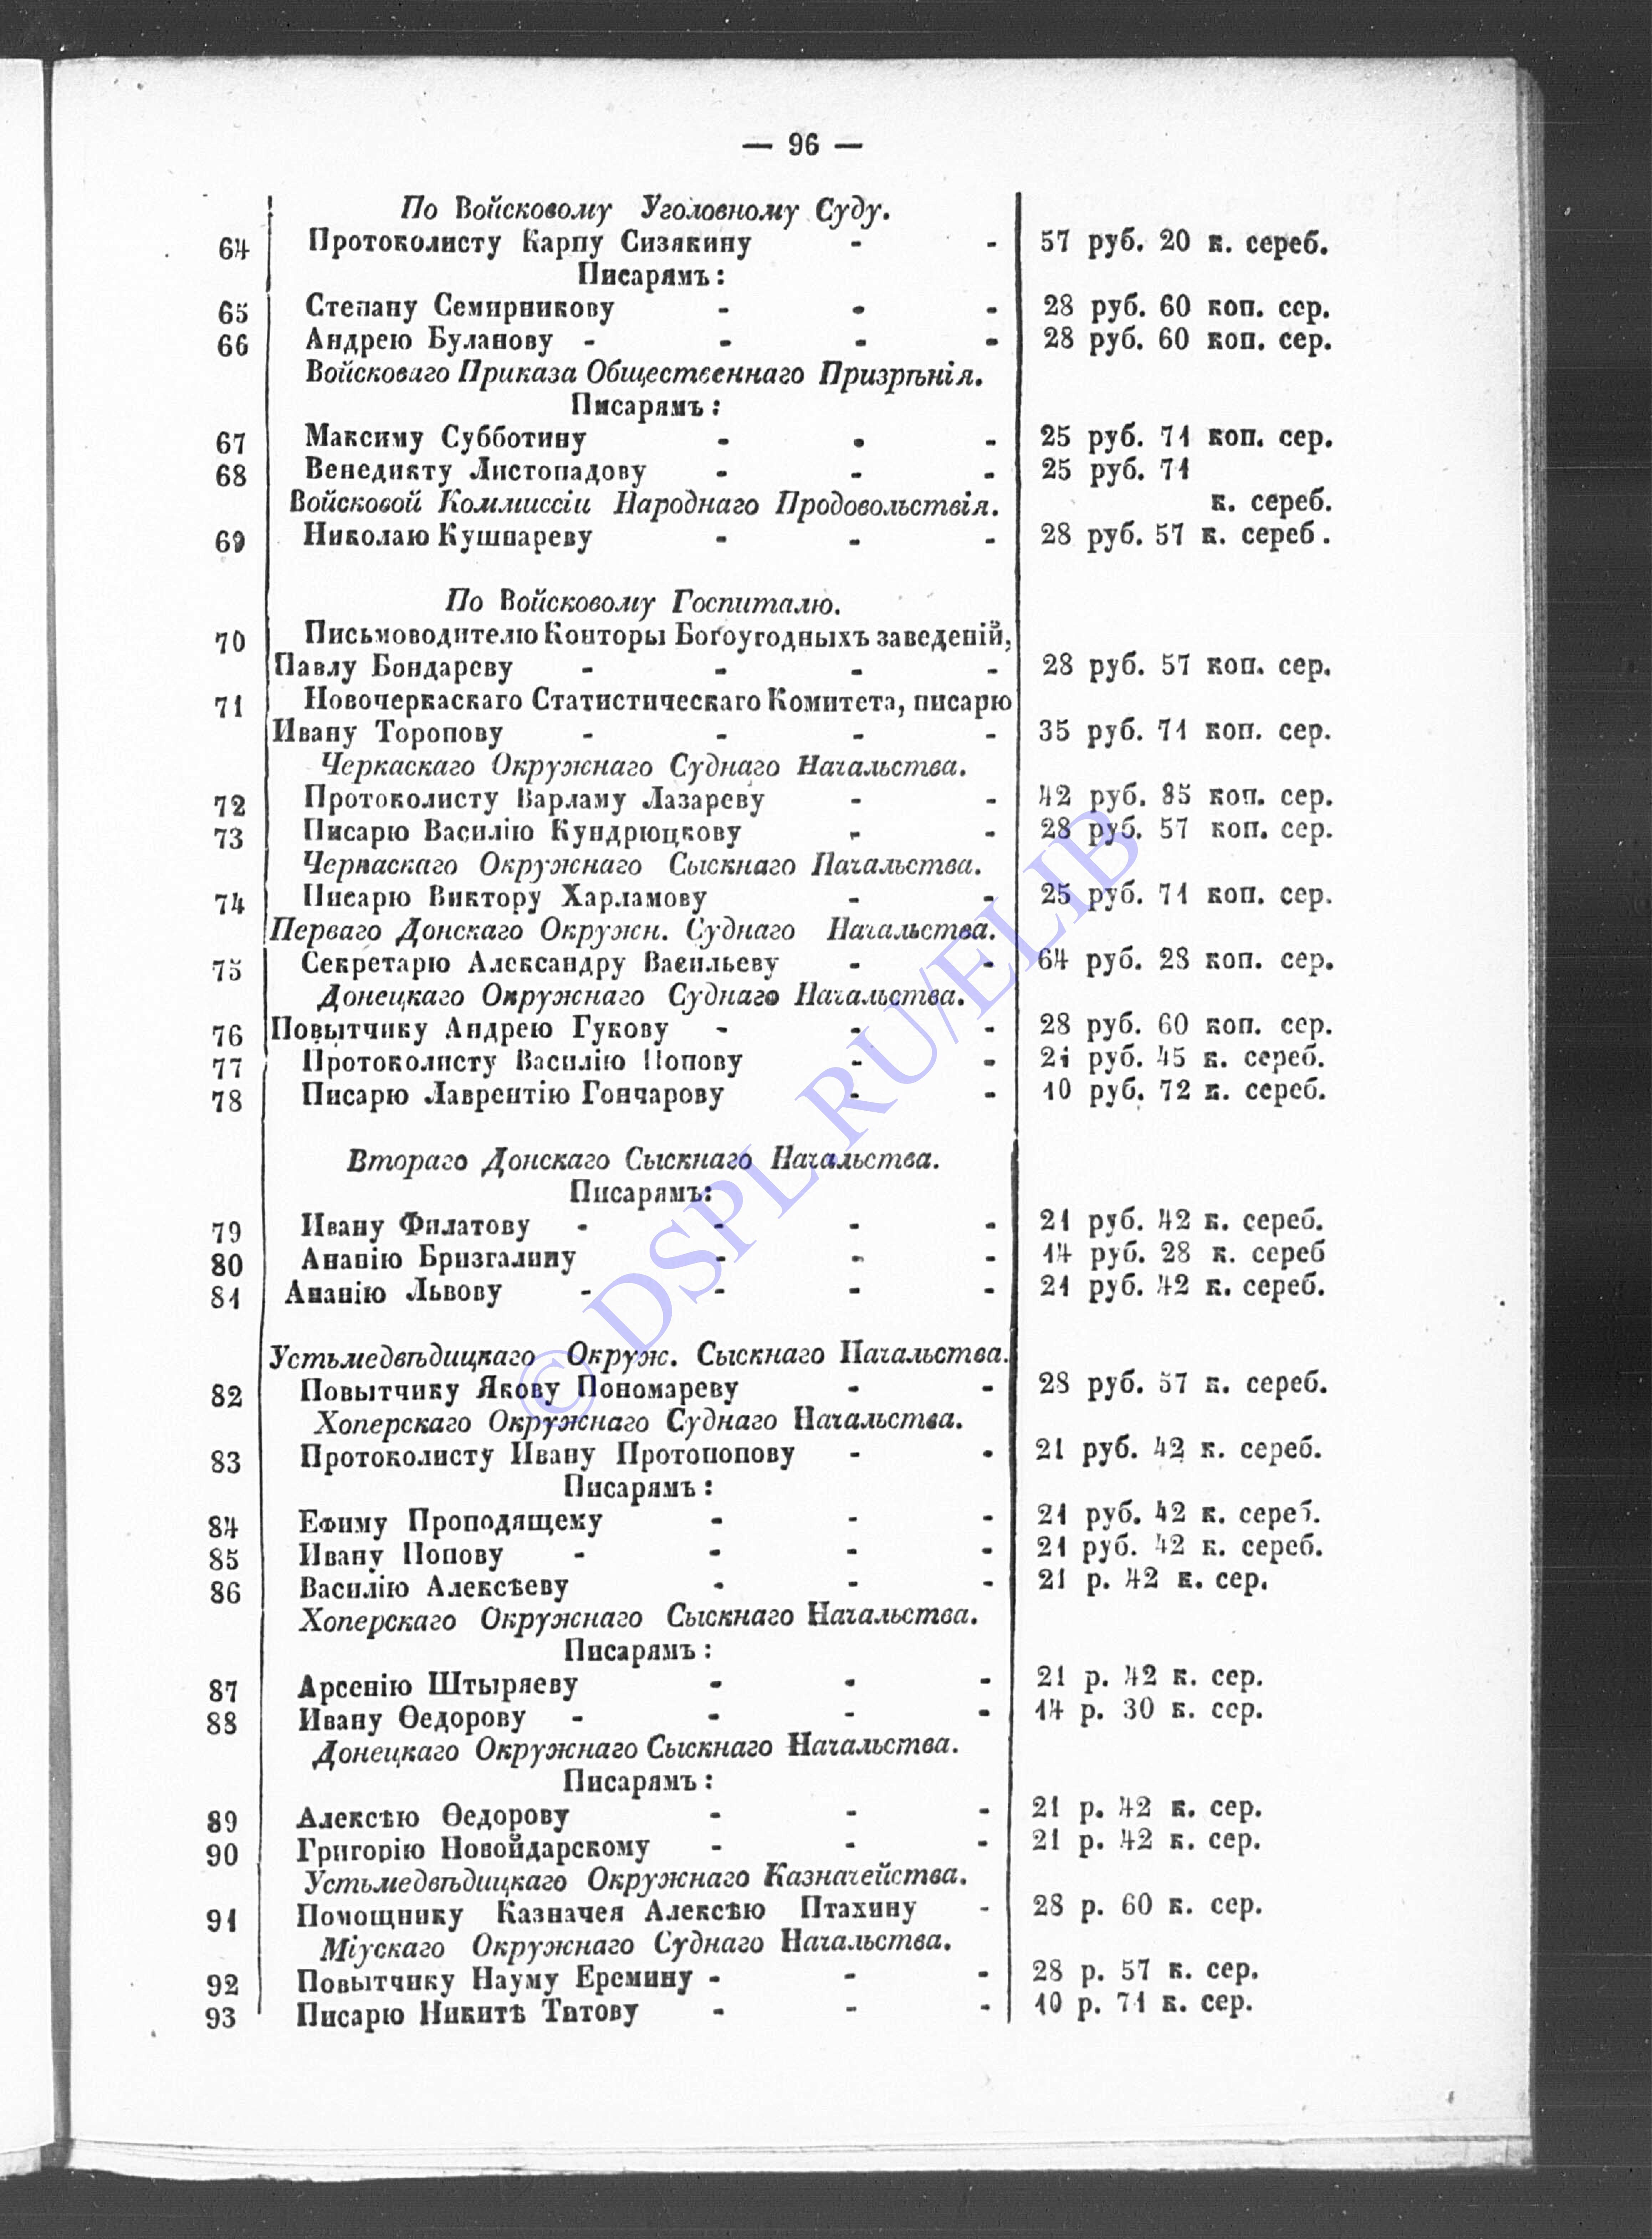 — 96 —
По Войсковому Уголовному Суду.
64 Протоколисту Карпу Сизякину - - 57 руб. 20 к. сереб.
Писарямъ:
65 Степану Семирникову - - - 28 руб. 60 коп. сер.
66 Андрею Буланову - - - - 28 руб. 60 коп. сер.
Войсковаго Приказа Общественнаго Призрѣнія.
Писарямъ:
67 Максиму Субботину - - - 25 руб. 71 коп. сер.
68 Венедикту Листопадову - - - 25 руб. 71
Войсковой Коммиссіи Народнаго Продовольствія. к. сереб.
69 Николаю Кушнареву - - - 28 руб. 57 к. сереб.
По Войсковому Госпиталю.
70 Письмоводителю Конторы Богоугодныхъ заведеній,
Павлу Бондареву - - - - 28 руб. 57 коп. сер.
71 Новочеркаскаго Статистическаго Комитета, писарю
Ивану Торопову - - - - 35 руб. 71 коп. сер.
Черкаскаго Окружнаго Суднаго Начальства.
72 Протоколисту Варламу Лазареву - - 42 руб. 85 коп. сер.
73 Писарю Василію Кундрюцкову - - 28 руб. 57 коп. сер.
Черкаскаго Окружнаго Сыскнаго Начальства.
74 Писарю Виктору Харламову - - 25 руб. 71 коп. сер.
Перваго Донскаго Окружн. Суднаго Начальства.
75 Секретарю Александру Васильеву - - 64 руб. 28 коп. сер.
Донецкаго Окружнаго Суднаго Начальства.
76 Повытчику Андрею Гукову - - - 28 руб. 60 коп. сер.
77 Протоколисту Василію Попову - - 21 руб. 45 к. сереб.
78 Писарю Лаврентію Гончарову - - 10 руб. 72 к. сереб.
Втораго Донскаго Сыскнаго Начальства.
Писарямъ:
79 Ивану Филатову - - - - 21 руб. 42 к. сереб.
80 Ананію Бризгалину - - - 14 руб. 28 к. сереб
81 Ананію Львову - - - - 21 руб. 42 к. сереб.
Устьмедвѣдицкаго Окруж. Сыскнаго Начальства.
82 Повытчику Якову Пономареву - - 28 руб. 57 к. сереб.
Хоперскаго Окружнаго Суднаго Начальства.
83 Протоколисту Ивану Протопопову - - 21 руб. 42 к. сереб.
Писарямъ:
84 Ефиму Проподящему - - - 21 руб. 42 к. сереб.
85 Ивану Попову - - - - 21 руб. 42 к. сереб.
86 Василію Алексѣеву - - - 21 р. 42 к. сер.
Хоперскаго Окружнаго Сыскнаго Начальства.
Писарямъ:
87 Арсенію Штыряеву - - - 21 р. 42 к. сер.
88 Ивану Ѳедорову - - - - 14 р. 30 к. сер.
Донецкаго Окружнаго Сыскнаго Начальства.
Писарямъ:
89 Алексѣю Ѳедорову - - - 21 р. 42 к. сер.
90 Григорію Новойдарскому - - - 21 р. 42 к. сер.
Устьмедвѣдицкаго Окружнаго Казначейства.
91 Помощнику Казначея Алексѣю Птахину - 28 р. 60 к. сер.
Міускаго Окружнаго Суднаго Начальства.
92 Повытчику Науму Еремину - - - 28 р. 57 к. сер.
93 Писарю Никитѣ Титову - - - 10 р. 71 к. сер.
© DSPL.RU/ELIB